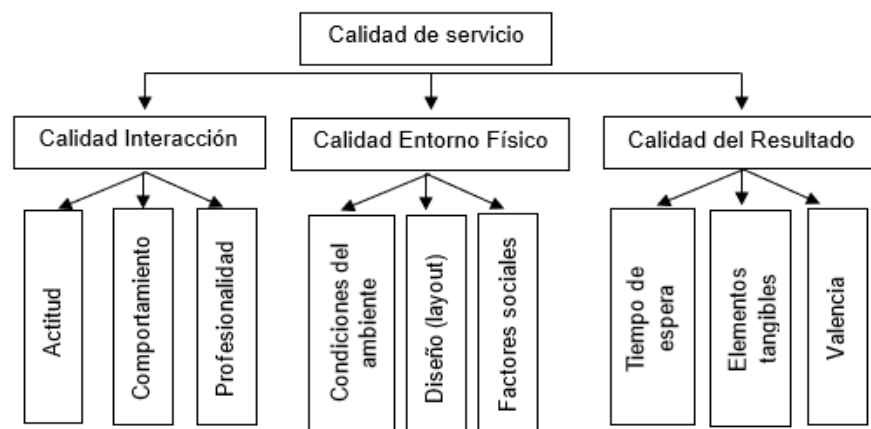 Calidad de servicio
Calidad Interacción
Calidad Entorno Físico
Calidad del Resultado
Actitud
Comportamiento
Profesionalidad
Condiciones del
ambiente
Diseño (layout)
Factores sociales
Tiempo de
espera
Elementos
tangibles
Valencia